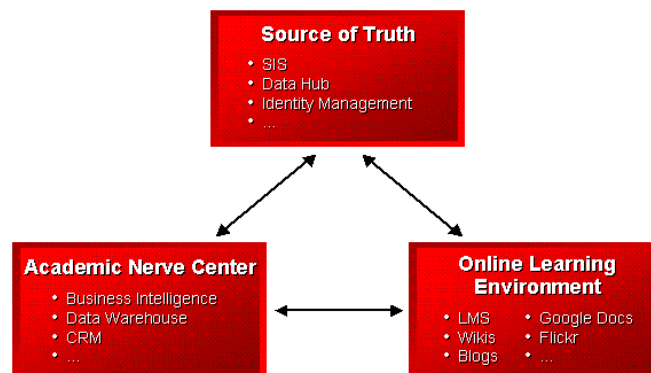 Source of Truth
• SIS
• Data Hub
• Identity Management
• ...
Academic Nerve Center
• Business Intelligence
• Data Warehouse
• CRM
• ...
Online Learning
Environment
• LMS • Google Docs
• Wikis • Flickr
• Blogs • ...